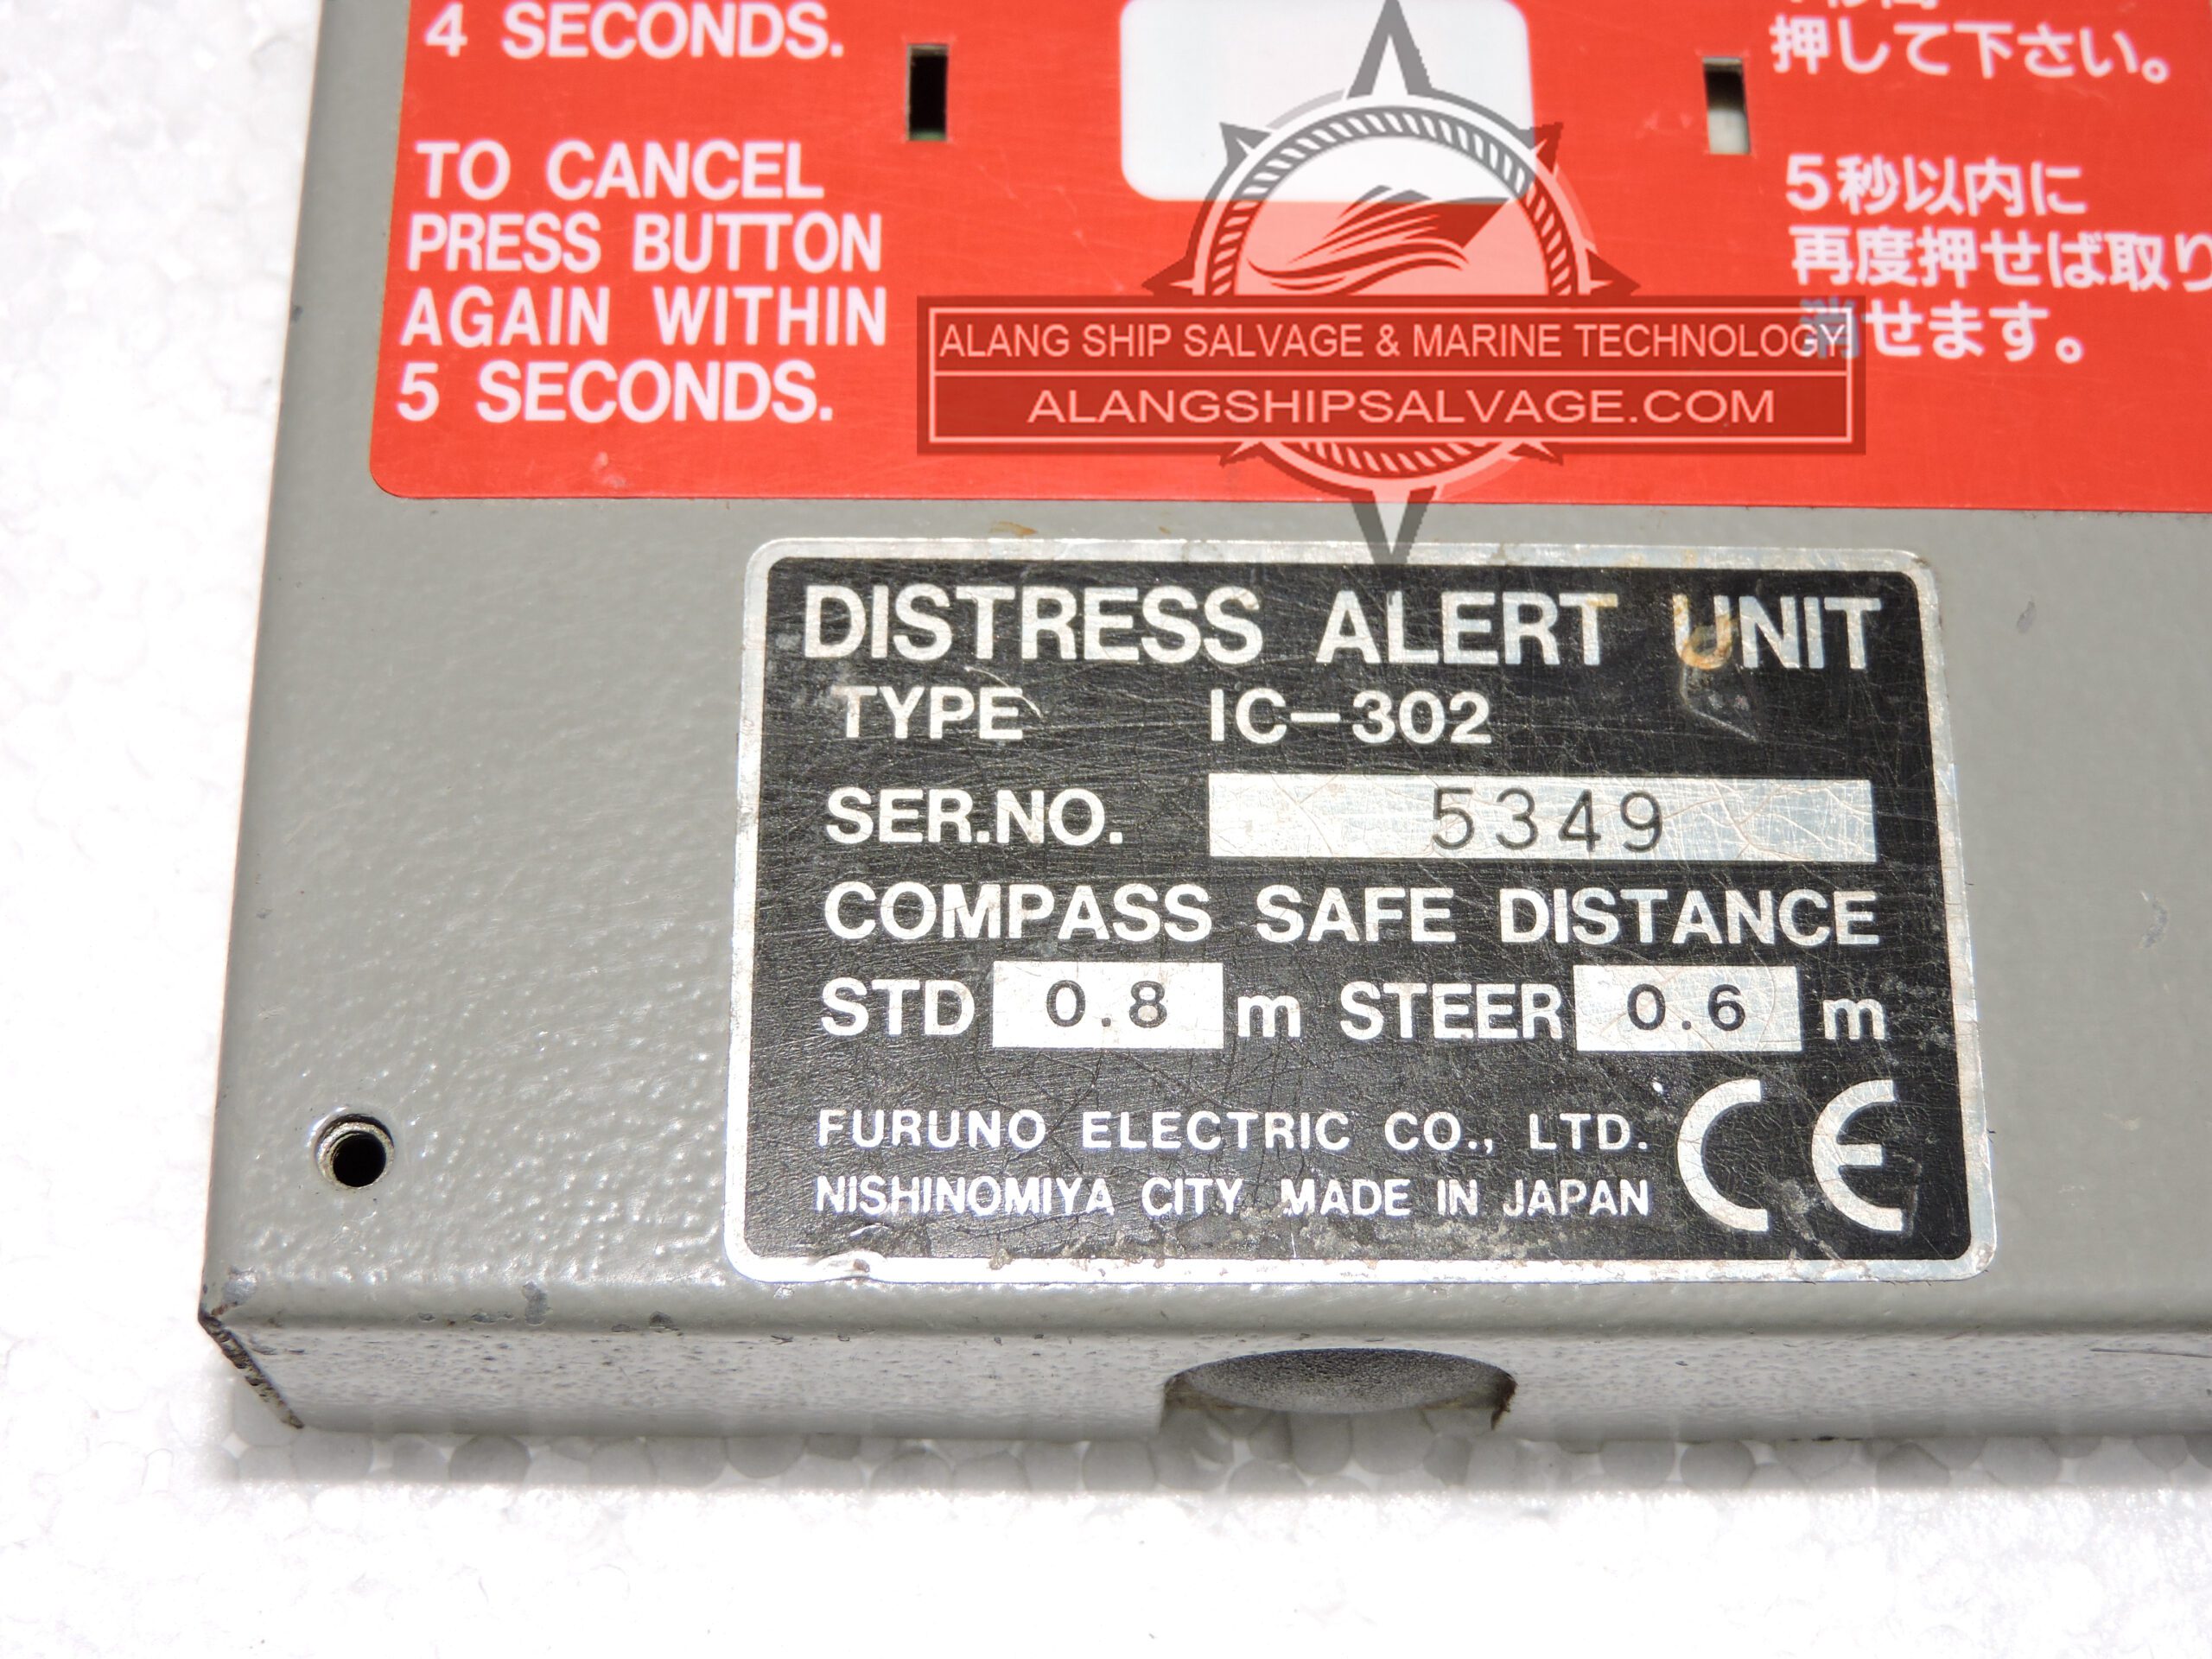 4 SECONDS.
TO CANCEL
PRESS BUTTON
AGAIN WITHIN
5 SECONDS.
押して下さい。
5秒以内に
再度押せば取り
消せます。
ALANG SHIP SALVAGE & MARINE TECHNOLOGY
ALANGSHIPSALVAGE.COM
DISTRESS ALERT UNIT
TYPE IC-302
SER.NO. 5349
COMPASS SAFE DISTANCE
STD 0.8 m STEER 0.6 m
FURUNO ELECTRIC CO., LTD.
NISHINOMIYA CITY MADE IN JAPAN
CE